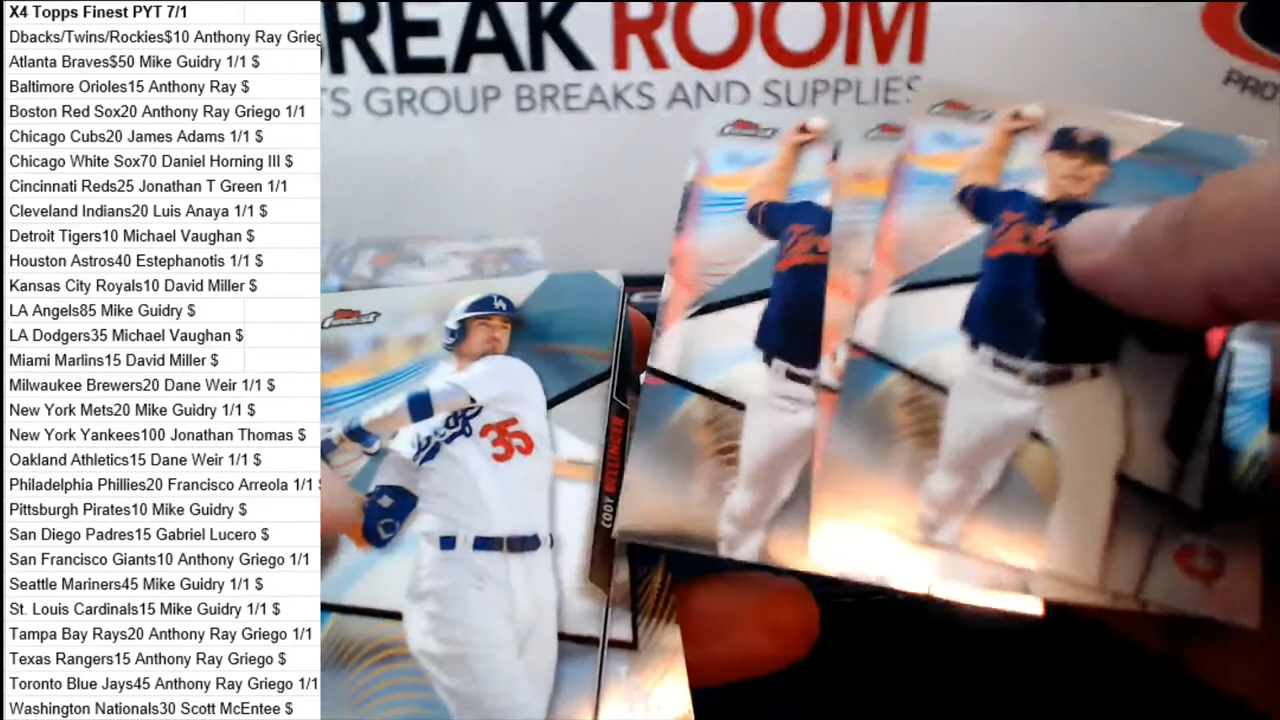 X4 Topps Finest PYT 7/1
Dbacks/Twins/Rockies$10 Anthony Ray Grieg
Atlanta Braves$50 Mike Guidry 1/1 $
Baltimore Orioles15 Anthony Ray $
Boston Red Sox20 Anthony Ray Griego 1/1
Chicago Cubs20 James Adams 1/1 $
Chicago White Sox70 Daniel Horning III $
Cincinnati Reds25 Jonathan T Green 1/1
Cleveland Indians20 Luis Anaya 1/1 $
Detroit Tigers10 Michael Vaughan $
Houston Astros40 Estephanotis 1/1 $
Kansas City Royals10 David Miller $
LA Angels85 Mike Guidry $
LA Dodgers35 Michael Vaughan $
Miami Marlins15 David Miller $
Milwaukee Brewers20 Dane Weir 1/1 $
New York Mets20 Mike Guidry 1/1 $
New York Yankees100 Jonathan Thomas $
Oakland Athletics15 Dane Weir 1/1 $
Philadelphia Phillies20 Francisco Arreola 1/1 $
Pittsburgh Pirates10 Mike Guidry $
San Diego Padres15 Gabriel Lucero $
San Francisco Giants10 Anthony Griego 1/1
Seattle Mariners45 Mike Guidry 1/1 $
St. Louis Cardinals15 Mike Guidry 1/1 $
Tampa Bay Rays20 Anthony Ray Griego 1/1
Texas Rangers15 Anthony Ray Griego $
Toronto Blue Jays45 Anthony Ray Griego 1/1
Washington Nationals30 Scott McEntee $
REAK ROOM
TS GROUP BREAKS AND SUPPLIES
PRO
Finest
35
CODY BELLINGER